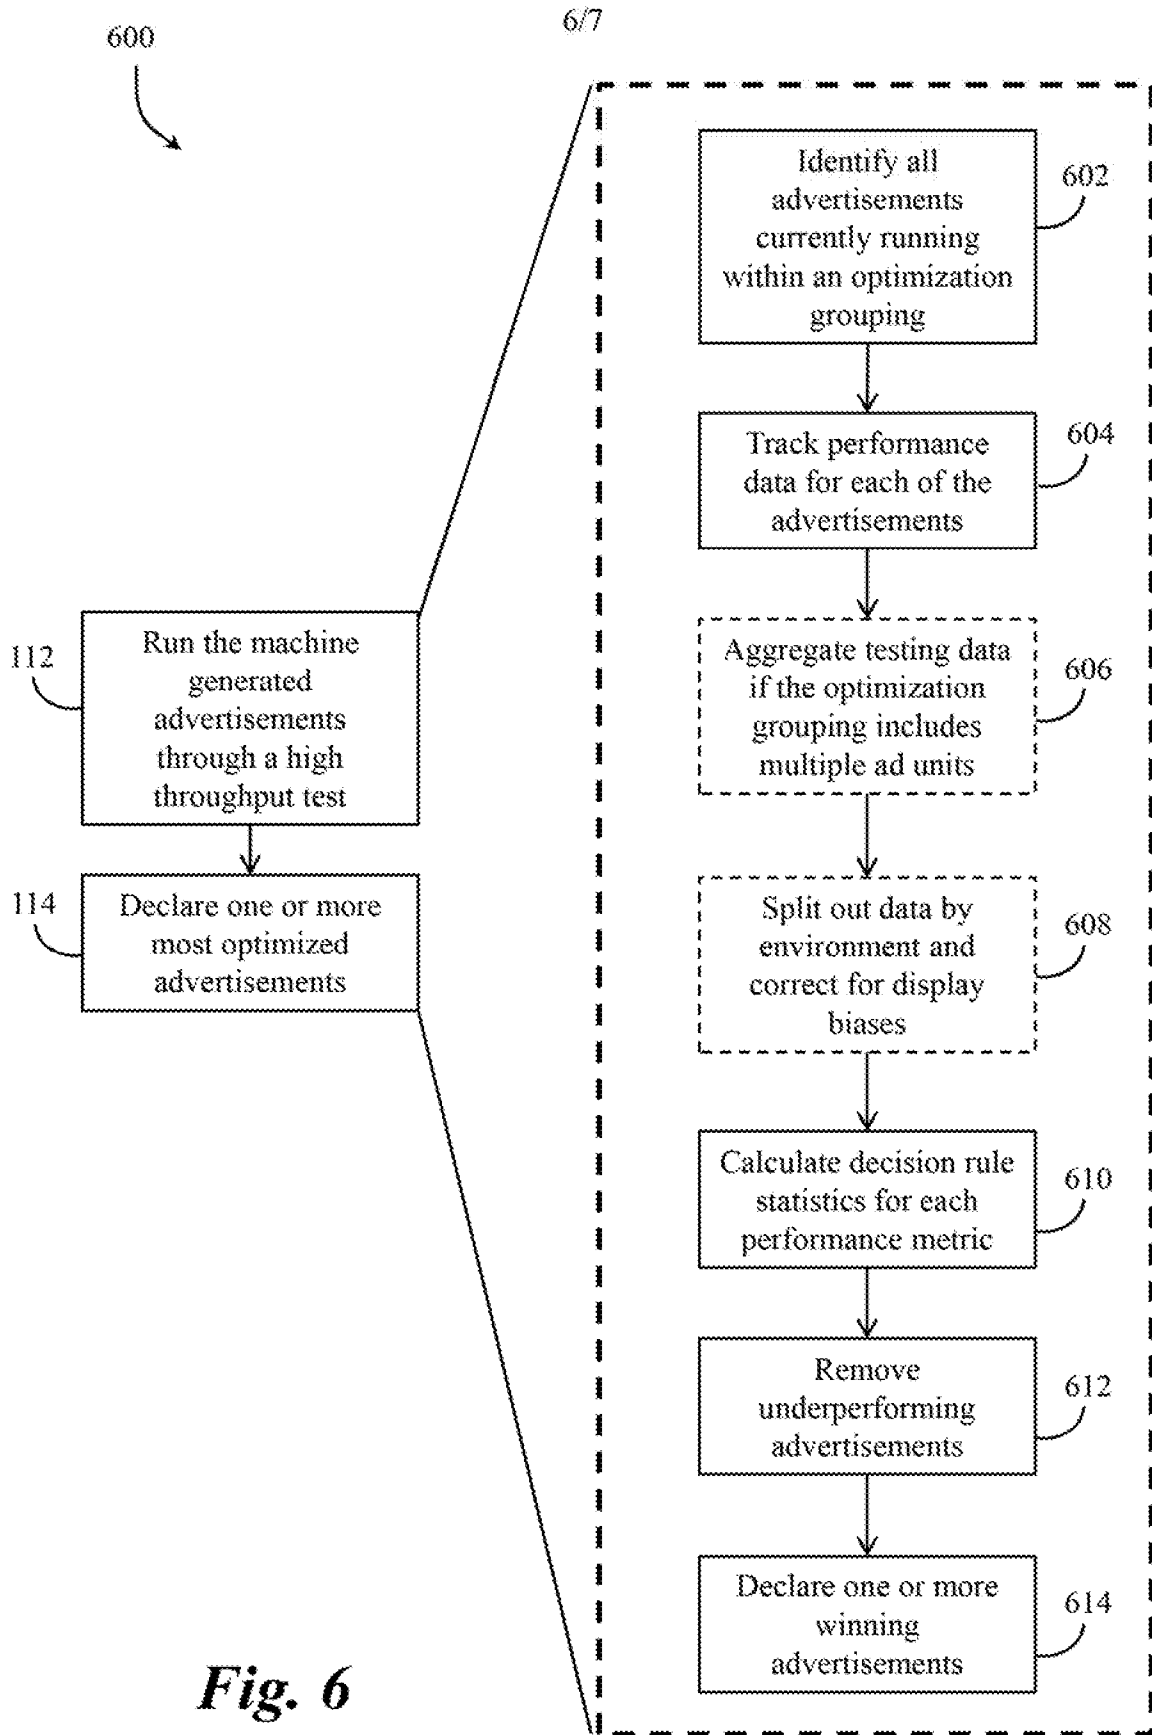 6/7
600
Identify all
advertisements
currently running
within an optimization
grouping
602
Track performance
data for each of the
advertisements
604
Aggregate testing data
if the optimization
grouping includes
multiple ad units
606
Split out data by
environment and
correct for display
biases
608
Calculate decision rule
statistics for each
performance metric
610
Remove
underperforming
advertisements
612
Declare one or more
winning
advertisements
614
112
Run the machine
generated
advertisements
through a high
throughput test
114
Declare one or more
most optimized
advertisements
Fig. 6